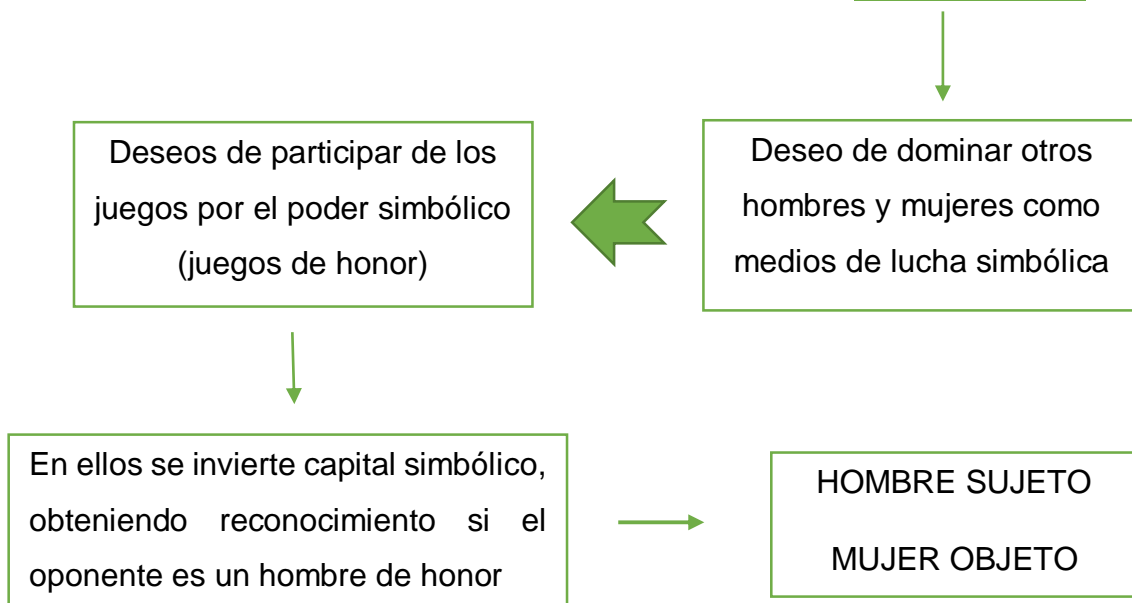 Deseos de participar de los
juegos por el poder simbólico
(juegos de honor)
Deseo de dominar otros
hombres y mujeres como
medios de lucha simbólica
En ellos se invierte capital simbólico,
obteniendo reconocimiento si el
oponente es un hombre de honor
HOMBRE SUJETO
MUJER OBJETO